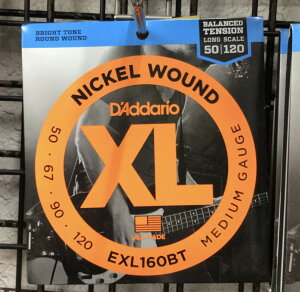 BRIGHT TONE
ROUND WOUND
BALANCED
TENSION
LONG SCALE
50|120
NICKEL WOUND
D'Addario
XL
50 · 67 · 90 · 120
MEDIUM GAUGE
USA MADE
EXL160BT